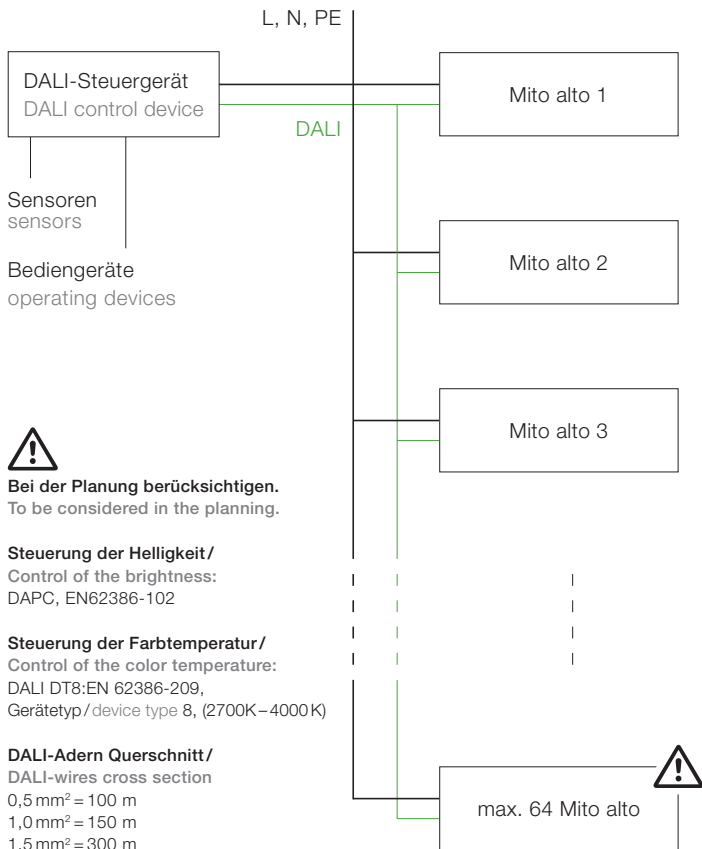 L, N, PE
DALI-Steuergerät
DALI control device
DALI
Mito alto 1
Sensoren
sensors
Bediengeräte
operating devices
Mito alto 2
Mito alto 3
Bei der Planung berücksichtigen.
To be considered in the planning.
Steuerung der Helligkeit/
Control of the brightness:
DAPC, EN62386-102
Steuerung der Farbtemperatur/
Control of the color temperature:
DALI DT8:EN 62386-209,
Gerätetyp/device type 8, (2700K–4000K)
DALI-Adern Querschnitt/
DALI-wires cross section
0,5 mm² = 100 m
1,0 mm² = 150 m
1,5 mm² = 300 m
max. 64 Mito alto